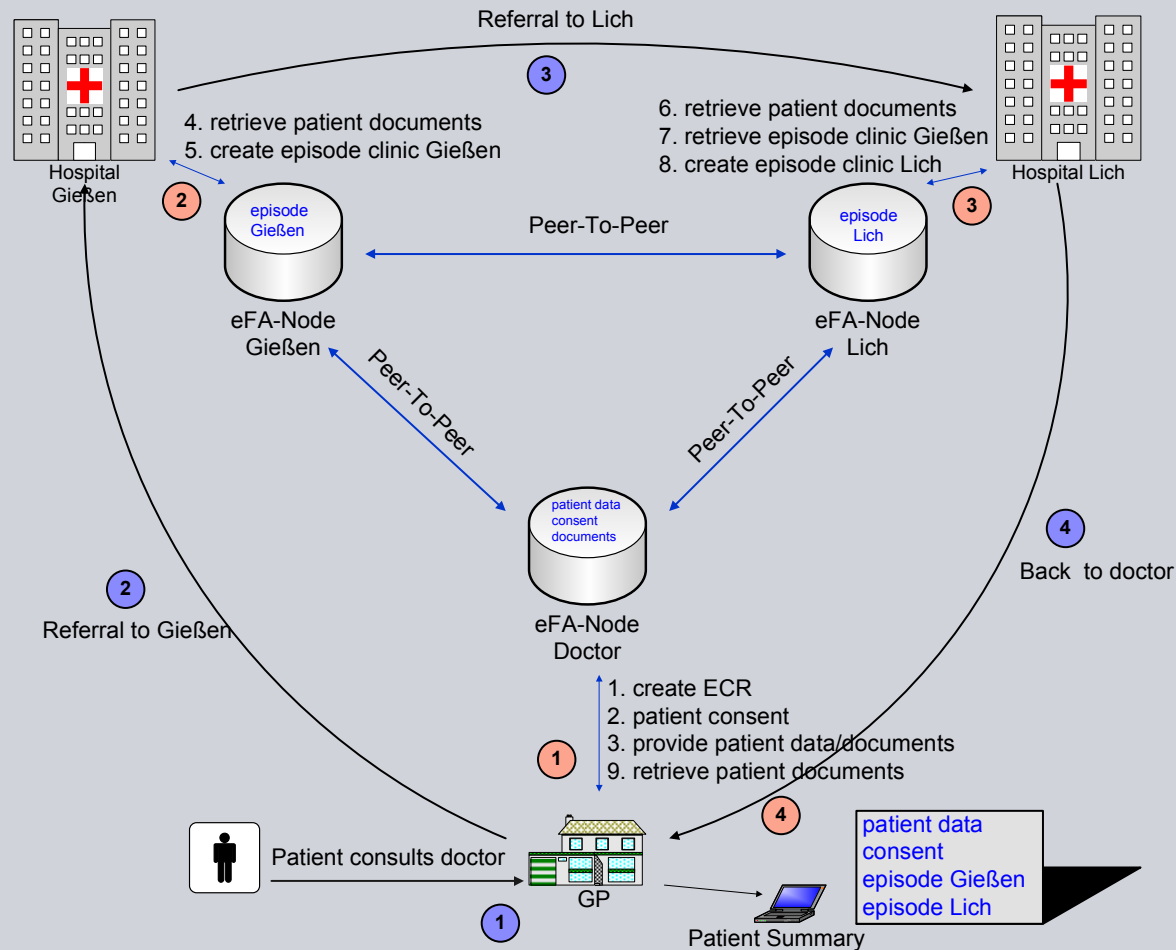 Referral to Lich
3
4. retrieve patient documents
5. create episode clinic Gießen
6. retrieve patient documents
7. retrieve episode clinic Gießen
8. create episode clinic Lich
Hospital
Gießen
Hospital Lich
2
3
episode
Gießen
episode
Lich
Peer-To-Peer
eFA-Node
Gießen
eFA-Node
Lich
Peer-To-Peer
Peer-To-Peer
patient data
consent
documents
4
Back to doctor
2
Referral to Gießen
eFA-Node
Doctor
1. create ECR
2. patient consent
3. provide patient data/documents
9. retrieve patient documents
1
4
Patient consults doctor
1
GP
Patient Summary
patient data
consent
episode Gießen
episode Lich